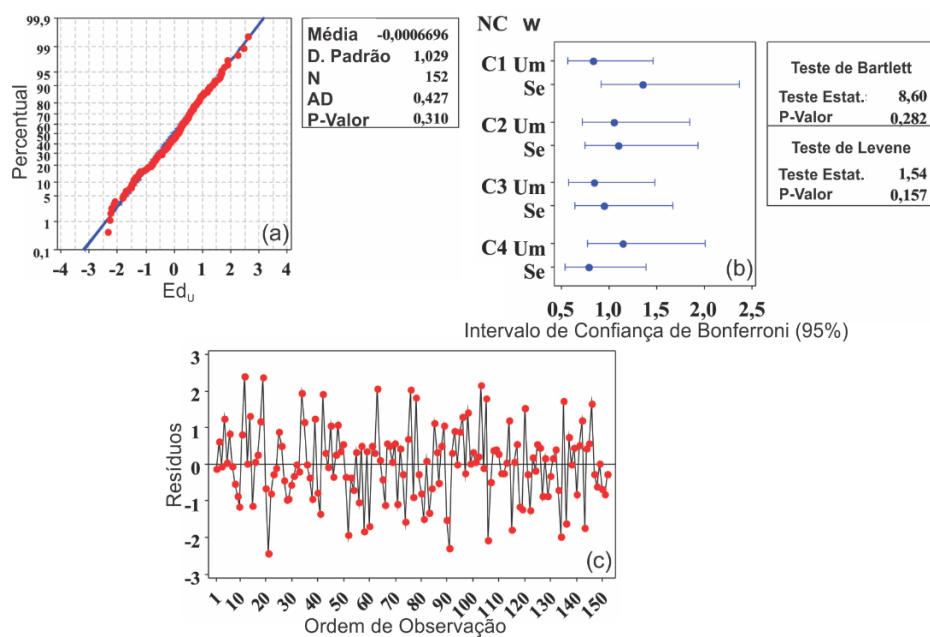 99,9
99
95
90
80
70
60
50
40
30
20
10
5
1
0,1
Percentual
-4 -3 -2 -1 0 1 2 3 4
Ed_U
(a)
Média -0,0006696
D. Padrão 1,029
N 152
AD 0,427
P-Valor 0,310
NC W
C1 Um
Se
C2 Um
Se
C3 Um
Se
C4 Um
Se
(b)
0,5 1,0 1,5 2,0 2,5
Intervalo de Confiança de Bonferroni (95%)
Teste de Bartlett
Teste Estat.: 8,60
P-Valor 0,282
Teste de Levene
Teste Estat. 1,54
P-Valor 0,157
3
2
1
0
-1
-2
-3
Resíduos
(c)
1 10 20 30 40 50 60 70 80 90 100 110 120 130 140 150
Ordem de Observação